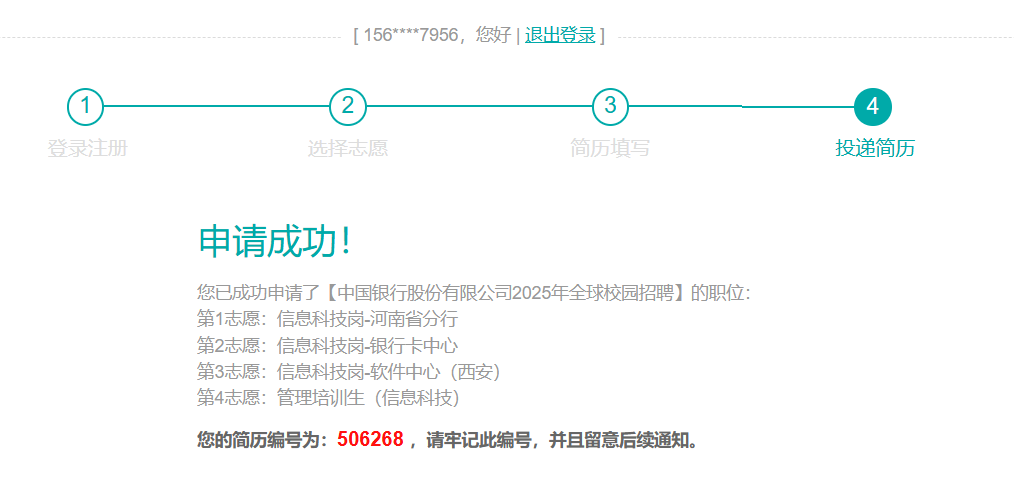 [ 156****7956，您好 | 退出登录 ]
1 2 3 4
登录注册 选择志愿 简历填写 投递简历
申请成功！
您已成功申请了【中国银行股份有限公司2025年全球校园招聘】的职位：
第1志愿：信息科技岗-河南省分行
第2志愿：信息科技岗-银行卡中心
第3志愿：信息科技岗-软件中心（西安）
第4志愿：管理培训生（信息科技）
您的简历编号为：506268 ，请牢记此编号，并且留意后续通知。